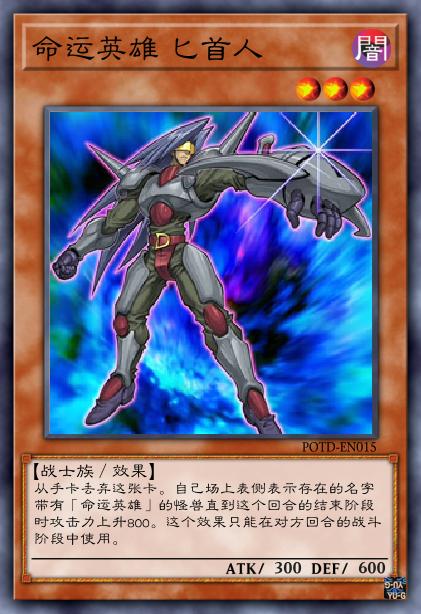 命运英雄 匕首人
闇
POTD-EN015
【战士族／效果】
从手卡丢弃这张卡。自己场上表侧表示存在的名字
带有「命运英雄」的怪兽直到这个回合的结束阶段
时攻击力上升800。这个效果只能在对方回合的战斗
阶段中使用。
ATK/ 300 DEF/ 600